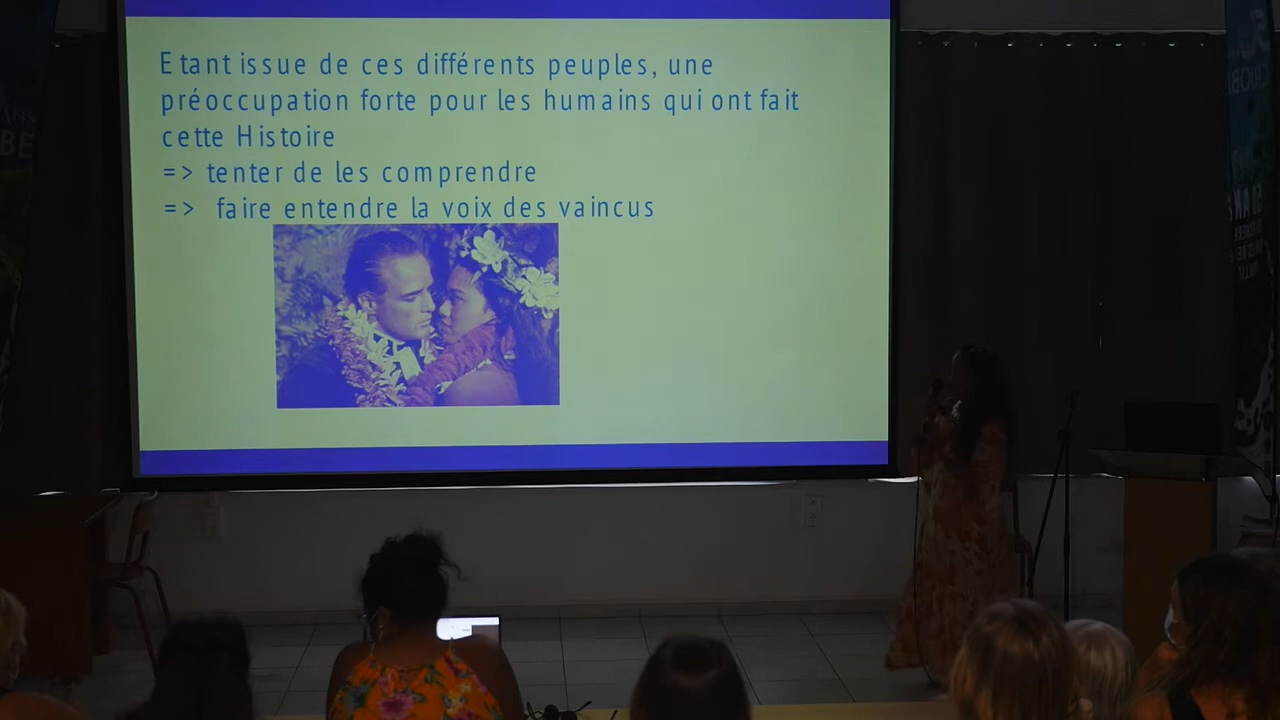 Etant issue de ces différents peuples, une
préoccupation forte pour les humains qui ont fait
cette Histoire
=> tenter de les comprendre
=> faire entendre la voix des vaincus